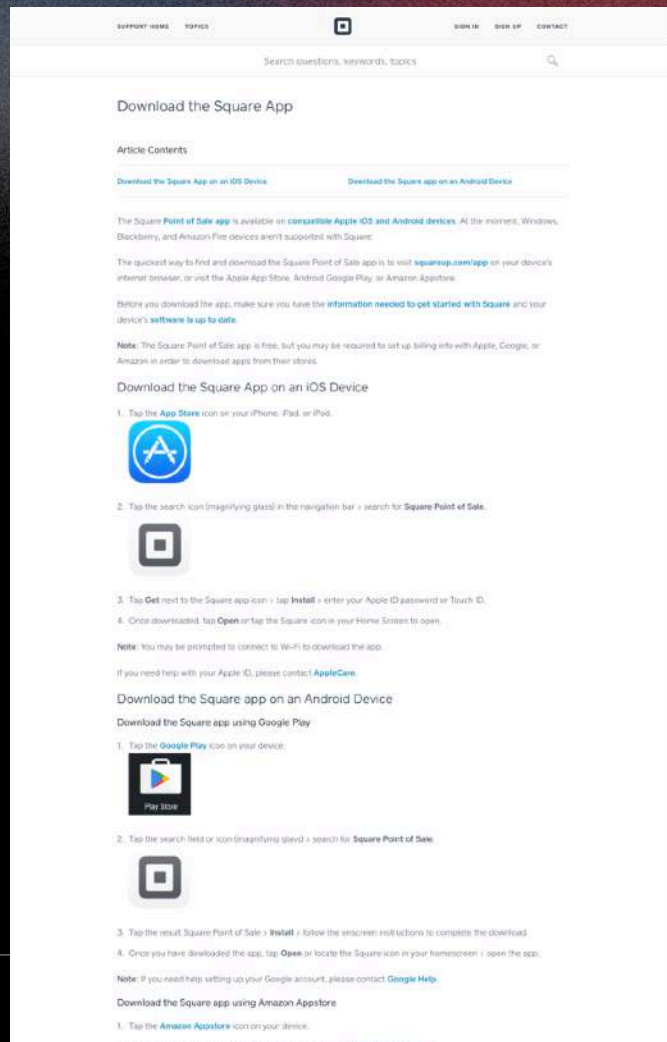 SUPPORT HOME TOPICS SIGN IN SIGN UP CONTACT
Search questions, keywords, topics
Download the Square App
Article Contents
Download the Square App on an iOS Device Download the Square app on an Android Device
The Square Point of Sale app is available on compatible Apple iOS and Android devices. At the moment, Windows,
Blackberry, and Amazon Fire devices aren't supported with Square.
The quickest way to find and download the Square Point of Sale app is to visit squareup.com/app on your device's
internet browser, or visit the Apple App Store, Android Google Play, or Amazon Appstore.
Before you download the app, make sure you have the information needed to get started with Square and your
device's software is up to date.
Note: The Square Point of Sale app is free, but you may be required to set up billing info with Apple, Google, or
Amazon in order to download apps from their stores.
Download the Square App on an iOS Device
1. Tap the App Store icon on your iPhone, iPad, or iPod.
2. Tap the search icon (magnifying glass) in the navigation bar > search for Square Point of Sale.
3. Tap Get next to the Square app icon > tap Install > enter your Apple ID password or Touch ID.
4. Once downloaded, tap Open or tap the Square icon in your Home Screen to open.
Note: You may be prompted to connect to Wi-Fi to download the app.
If you need help with your Apple ID, please contact AppleCare.
Download the Square app on an Android Device
Download the Square app using Google Play
1. Tap the Google Play icon on your device.
Play Store
2. Tap the search field or icon (magnifying glass) > search for Square Point of Sale.
3. Tap the result Square Point of Sale > Install > follow the onscreen instructions to complete the download.
4. Once you have dowloaded the app, tap Open or locate the Square icon in your homescreen > open the app.
Note: If you need help setting up your Google account, please contact Google Help.
Download the Square app using Amazon Appstore
1. Tap the Amazon Appstore icon on your device.